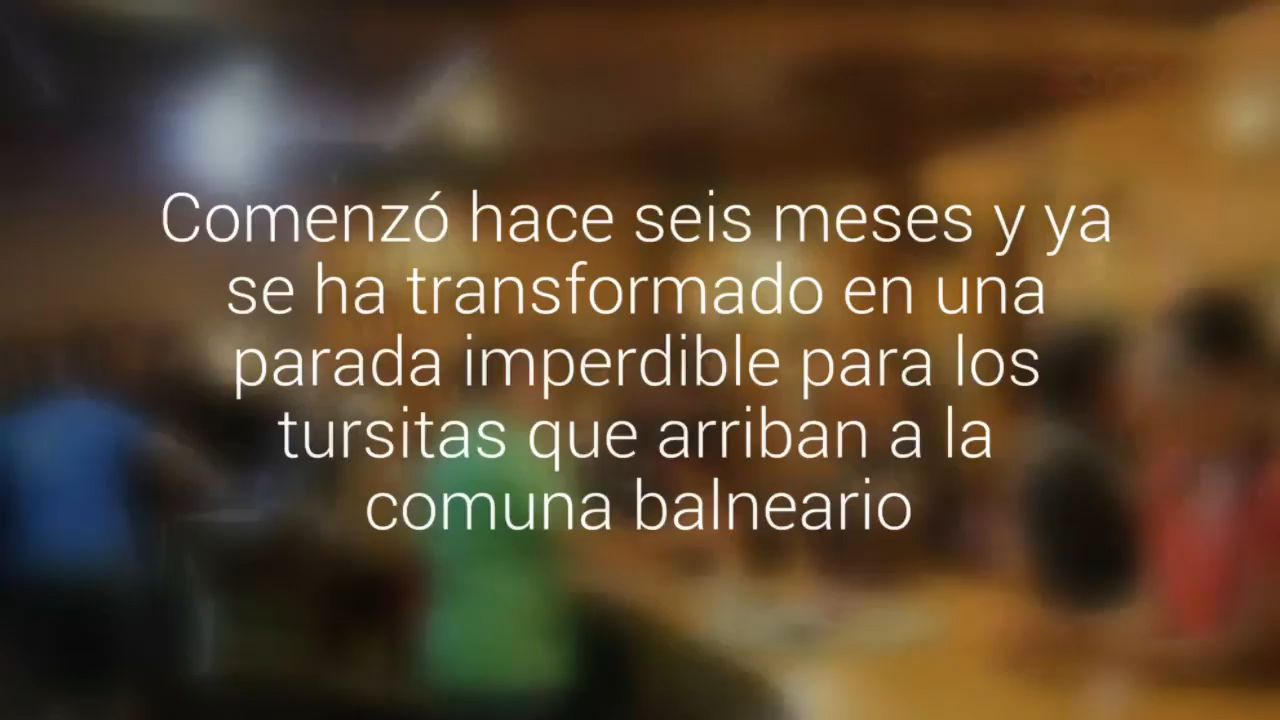 Comenzó hace seis meses y ya
se ha transformado en una
parada imperdible para los
tursitas que arriban a la
comuna balneario